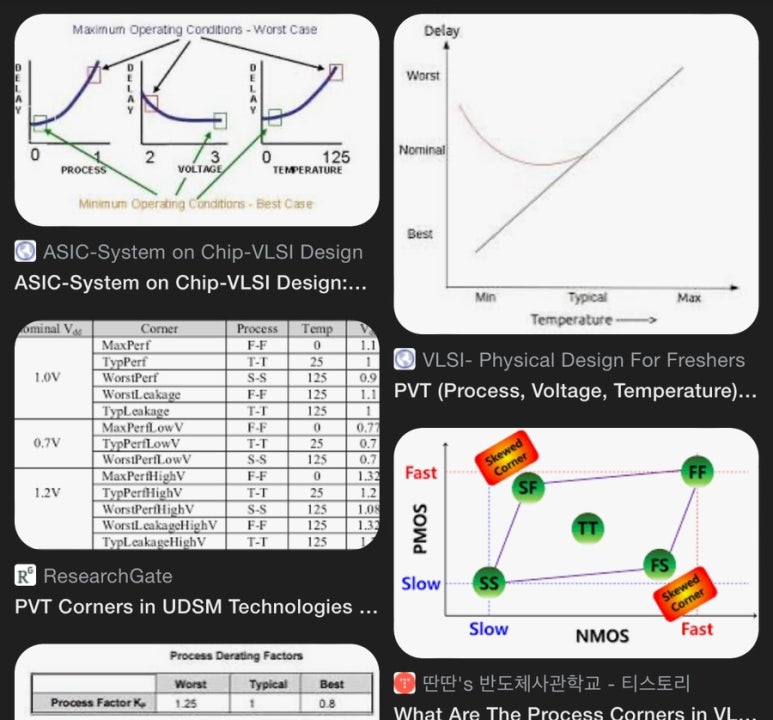 Maximum Operating Conditions - Worst Case
DELAY
DELAY
DELAY
0
1
2
3
0
125
PROCESS
VOLTAGE
TEMPERATURE
Minimum Operating Conditions - Best Case
ASIC-System on Chip-VLSI Design
ASIC-System on Chip-VLSI Design:...
Delay
Worst
Nominal
Best
Min Typical Max
Temperature
VLSI- Physical Design For Freshers
PVT (Process, Voltage, Temperature)...
Corner Process Temp
1.0V
MaxPerf F-F 0 1.1
TypPerf T-T 25 1
WorstPerf S-S 125 0.9
WorstLeakage F-F 125 1.1
TypLeakage T-T 125 1
0.7V
MaxPerfLowV F-F 0 0.77
TypPerfLowV T-T 25 0.7
WorstPerfLowV S-S 125 0.7
1.2V
MaxPerfHighV F-F 0 1.32
TypPerfHighV T-T 25 1.2
WorstPerfHighV S-S 125 1.08
WorstLeakageHighV F-F 125 1.32
TypLeakageHighV T-T 125
R^G ResearchGate
PVT Corners in UDSM Technologies ...
Skewed Corner
Fast
SF
FF
PMOS
TT
SS
FS
Slow
Skewed Corner
Slow
NMOS
Fast
딴딴's 반도체사관학교 - 티스토리
What Are The Process Corners in VL...
Process Derating Factors
Worst Typical Best
Process Factor Kp 1.25 1 0.8